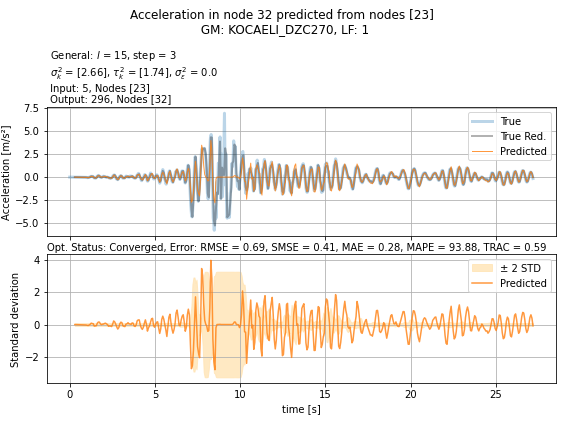 Acceleration in node 32 predicted from nodes [23]
GM: KOCAELI_DZC270, LF: 1
General: l = 15, step = 3
σ²ₖ = [2.66], τ²ₖ = [1.74], σ²ε = 0.0
Input: 5, Nodes [23]
Output: 296, Nodes [32]
Acceleration [m/s²]
7.5
5.0
2.5
0.0
−2.5
−5.0
True
True Red.
Predicted
Opt. Status: Converged, Error: RMSE = 0.69, SMSE = 0.41, MAE = 0.28, MAPE = 93.88, TRAC = 0.59
Standard deviation
4
2
0
−2
± 2 STD
Predicted
0 5 10 15 20 25
time [s]